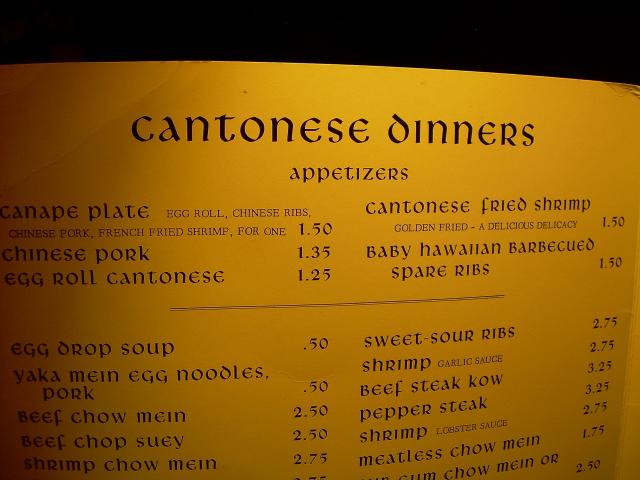 CANTONESE DINNERS
APPETIZERS
CANAPE PLATE EGG ROLL, CHINESE RIBS,
CHINESE PORK, FRENCH FRIED SHRIMP, FOR ONE 1.50
CHINESE PORK 1.35
EGG ROLL CANTONESE 1.25
CANTONESE FRIED SHRIMP
GOLDEN FRIED - A DELICIOUS DELICACY 1.50
BABY HAWAIIAN BARBECUED
SPARE RIBS 1.50
EGG DROP SOUP .50
YAKA MEIN EGG NOODLES,
PORK .50
BEEF CHOW MEIN 2.50
BEEF CHOP SUEY 2.50
SHRIMP CHOW MEIN 2.75
SWEET-SOUR RIBS 2.75
SHRIMP GARLIC SAUCE 2.75
BEEF STEAK KOW 3.25
PEPPER STEAK 3.25
SHRIMP LOBSTER SAUCE 2.75
MEATLESS CHOW MEIN 1.75
GUM CHOW MEIN OR 2.50